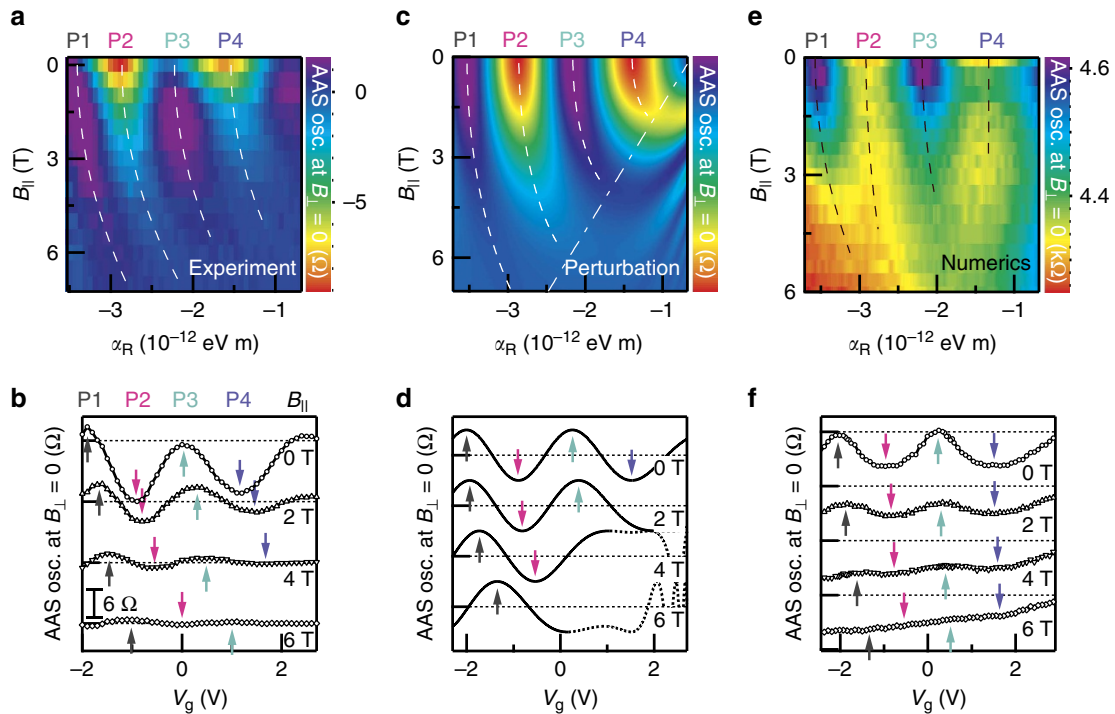 a
P1 P2 P3 P4
0
3
6
B|| (T)
Experiment
−3 −2 −1
αR (10−12 eV m)
0
−5
AAS osc. at B⊥ = 0 (Ω)
c
P1 P2 P3 P4
0
3
6
B|| (T)
Perturbation
−3 −2 −1
αR (10−12 eV m)
AAS osc. at B⊥ = 0 (Ω)
e
P1 P2 P3 P4
0
3
6
B|| (T)
Numerics
−3 −2 −1
αR (10−12 eV m)
4.6
4.4
AAS osc. at B⊥ = 0 (kΩ)
b
P1 P2 P3 P4 B||
0 T
2 T
4 T
6 T
6 Ω
AAS osc. at B⊥ = 0 (Ω)
−2 0 2
Vg (V)
d
0 T
2 T
4 T
6 T
AAS osc. at B⊥ = 0 (Ω)
−2 0 2
Vg (V)
f
0 T
2 T
4 T
6 T
AAS osc. at B⊥ = 0 (Ω)
−2 0 2
Vg (V)